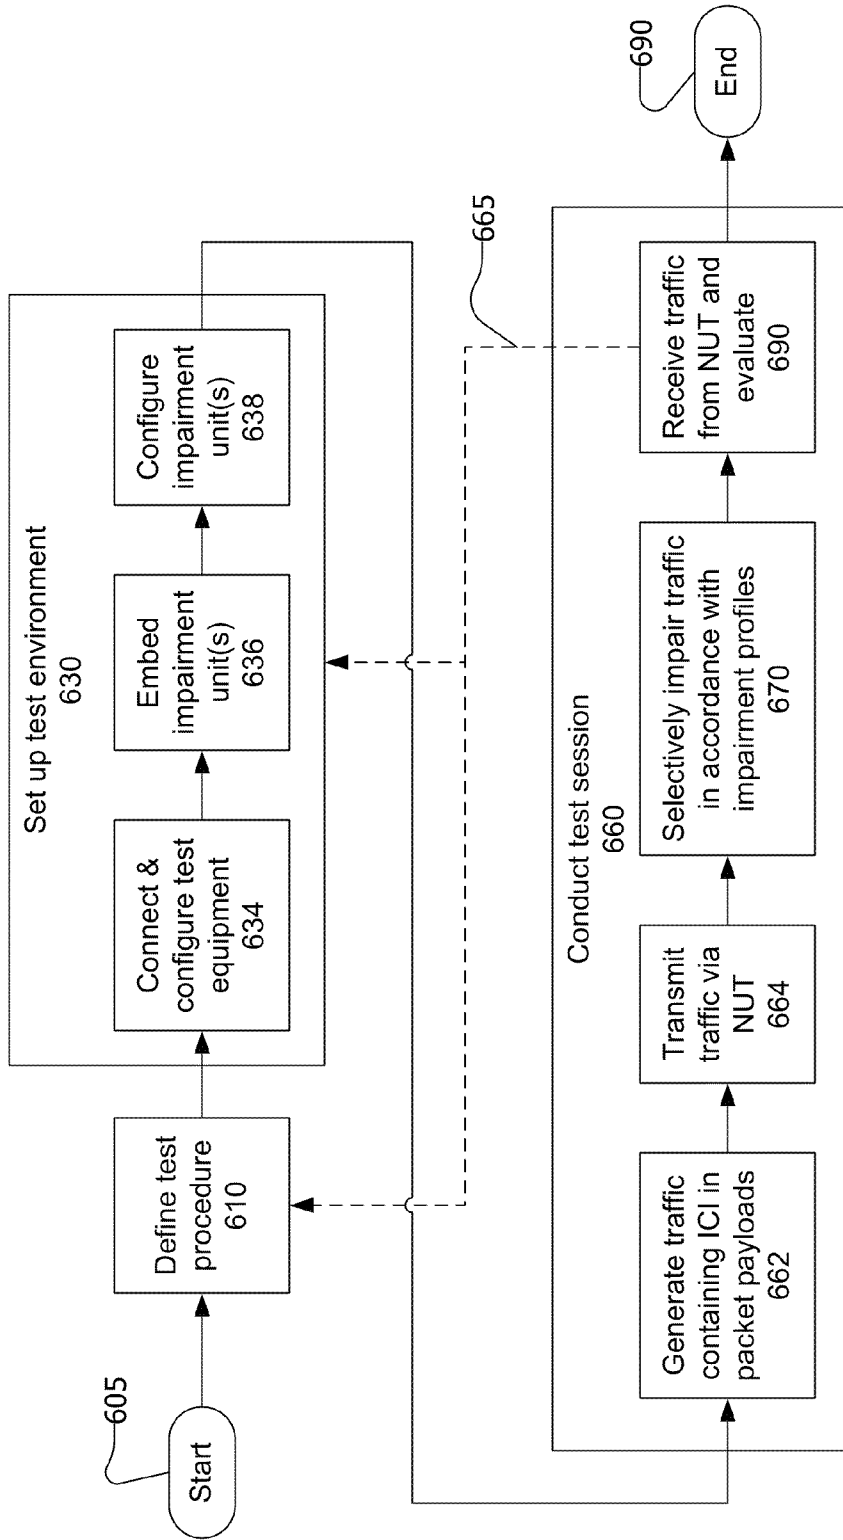 605
Start
Define test
procedure
610
Set up test environment
630
Connect &
configure test
equipment
634
Embed
impairment
unit(s)
636
Configure
impairment
unit(s)
638
665
Conduct test session
660
Generate traffic
containing ICI in
packet payloads
662
Transmit
traffic via
NUT
664
Selectively impair traffic
in accordance with
impairment profiles
670
Receive traffic
from NUT and
evaluate
690
690
End